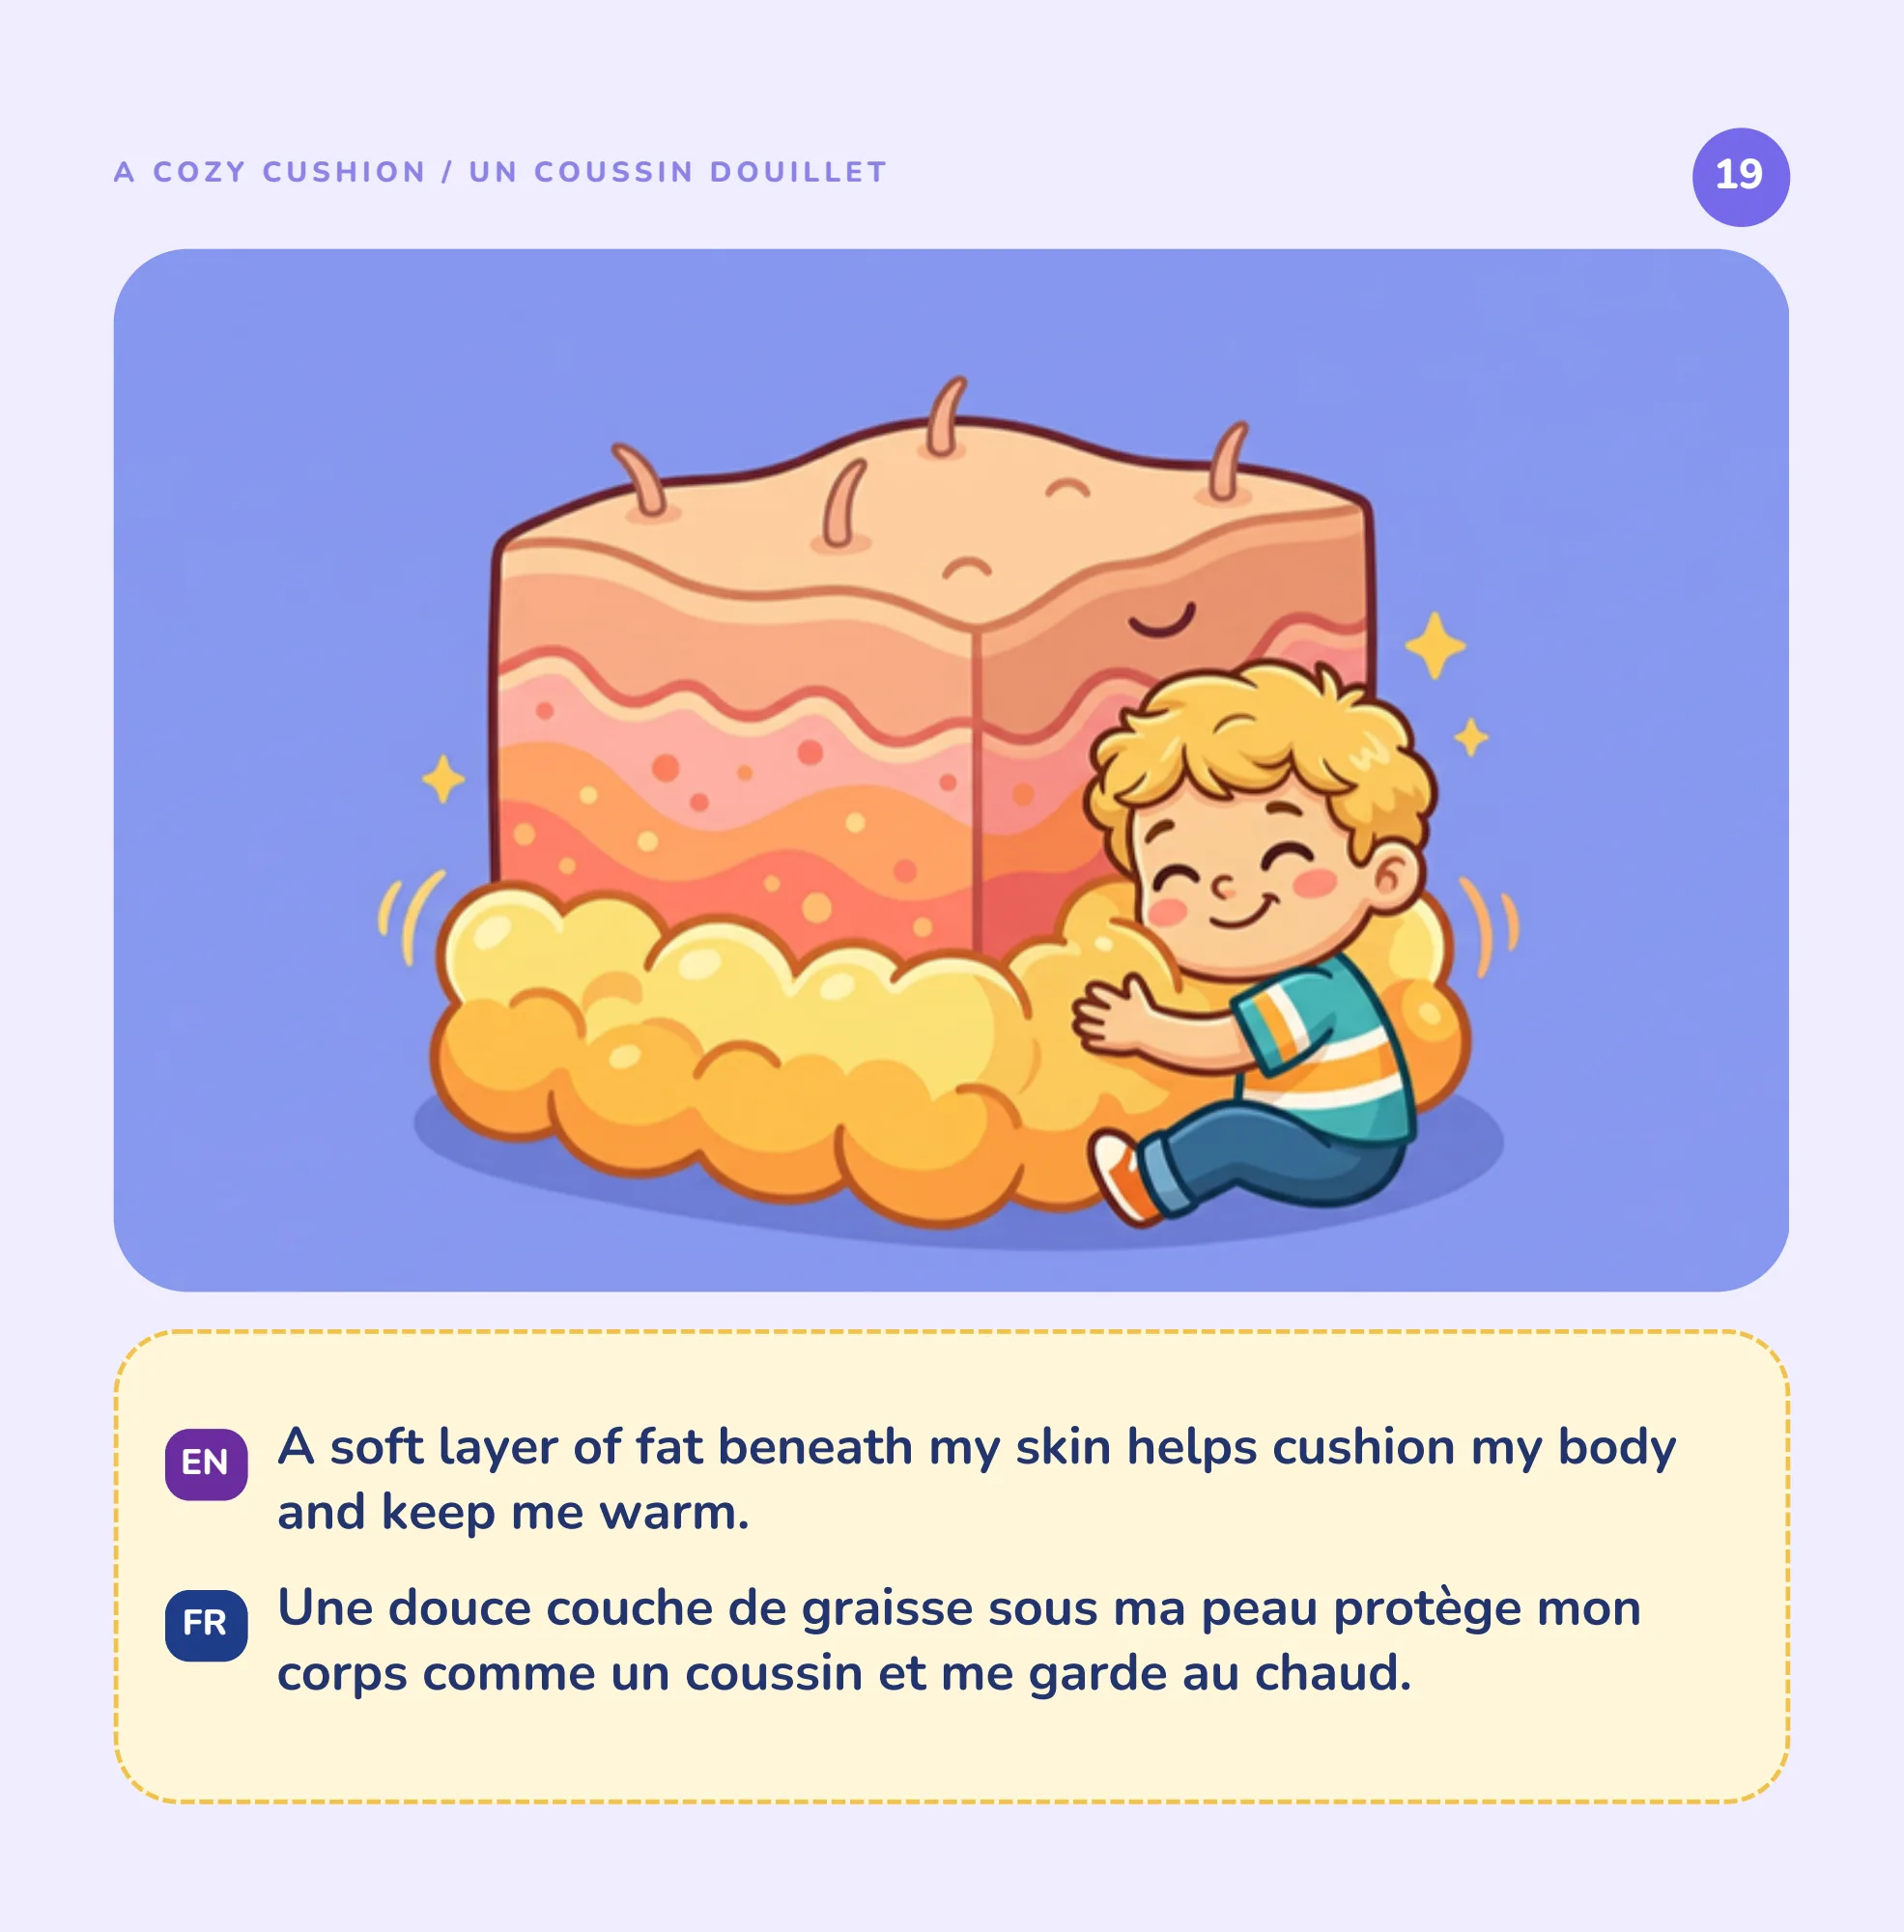 A COZY CUSHION / UN COUSSIN DOUILLET
19
EN
A soft layer of fat beneath my skin helps cushion my body
and keep me warm.
FR
Une douce couche de graisse sous ma peau protège mon
corps comme un coussin et me garde au chaud.